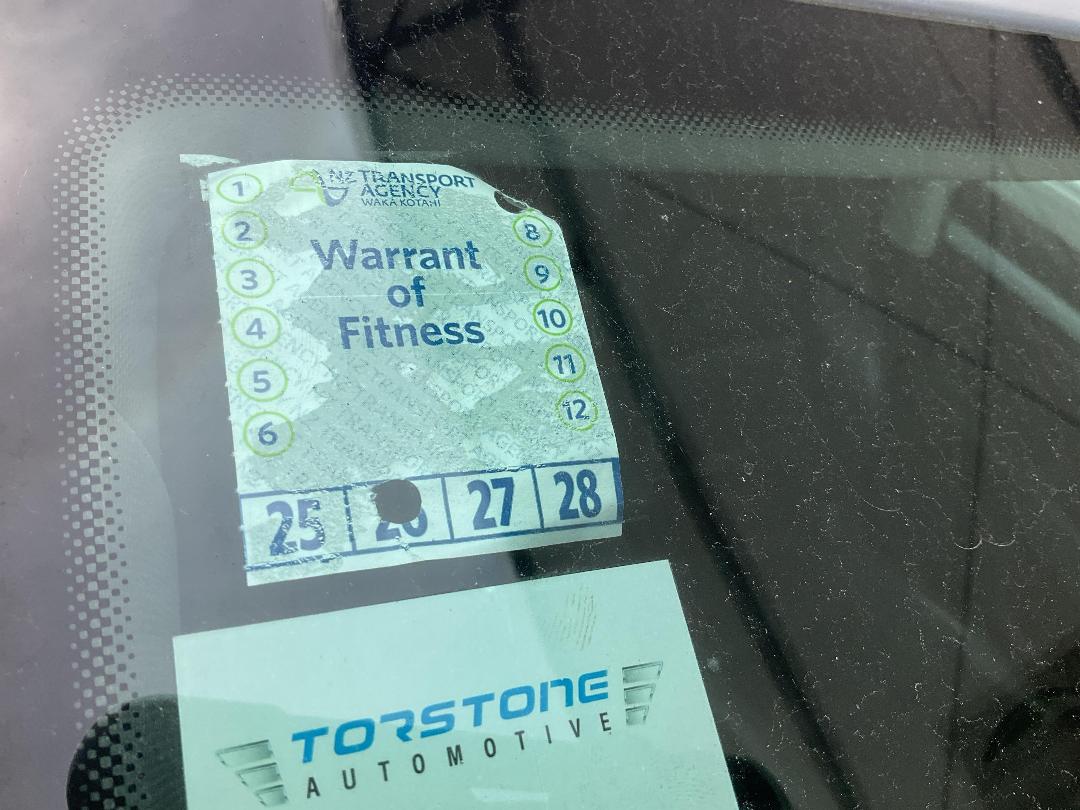 NZ TRANSPORT
AGENCY
WAKA KOTAHI
1
2
3
4
5
6
8
9
10
11
12
Warrant
of
Fitness
25 26 27 28
TORSTONE
AUTOMOTIVE